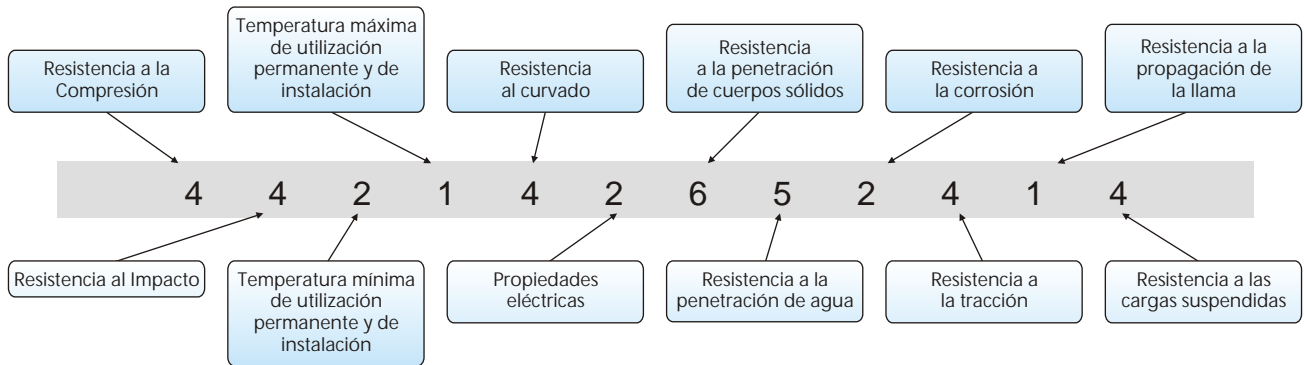 Resistencia a la
Compresión
Temperatura máxima
de utilización
permanente y de
instalación
Resistencia
al curvado
Resistencia
a la penetración
de cuerpos sólidos
Resistencia a
la corrosión
Resistencia a la
propagación de
la llama
4 4 2 1 4 2 6 5 2 4 1 4
Resistencia al Impacto
Temperatura mínima
de utilización
permanente y de
instalación
Propiedades
eléctricas
Resistencia a la
penetración de agua
Resistencia a
la tracción
Resistencia a las
cargas suspendidas